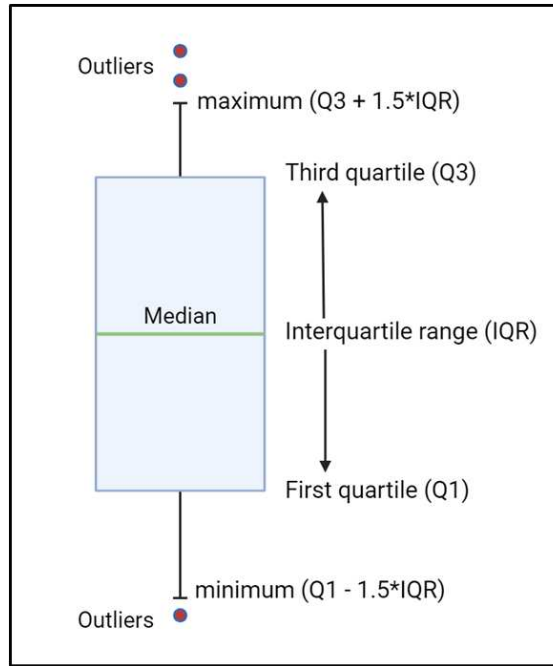 Outliers
maximum (Q3 + 1.5*IQR)
Third quartile (Q3)
Median
Interquartile range (IQR)
First quartile (Q1)
minimum (Q1 - 1.5*IQR)
Outliers